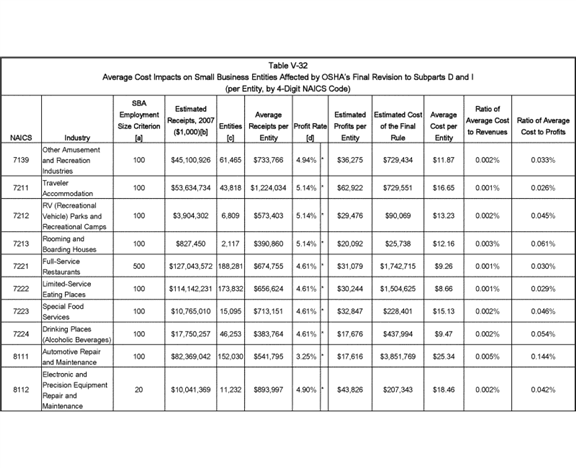 Table V-32
Average Cost Impacts on Small Business Entities Affected by OSHA's Final Revision to Subparts D and I
(per Entity, by 4-Digit NAICS Code)
NAICS Industry SBA Employment Size Criterion [a] Estimated Receipts, 2007 ($1,000)[b] Entities [c] Average Receipts per Entity Profit Rate [d] Estimated Profits per Entity Estimated Cost of the Final Rule Average Cost per Entity Ratio of Average Cost to Revenues Ratio of Average Cost to Profits
7139 Other Amusement and Recreation Industries 100 $45,100,926 61,465 $733,766 4.94% * $36,275 $729,434 $11.87 0.002% 0.033%
7211 Traveler Accommodation 100 $53,634,734 43,818 $1,224,034 5.14% * $62,922 $729,551 $16.65 0.001% 0.026%
7212 RV (Recreational Vehicle) Parks and Recreational Camps 100 $3,904,302 6,809 $573,403 5.14% * $29,476 $90,069 $13.23 0.002% 0.045%
7213 Rooming and Boarding Houses 100 $827,450 2,117 $390,860 5.14% * $20,092 $25,738 $12.16 0.003% 0.061%
7221 Full-Service Restaurants 500 $127,043,572 188,281 $674,755 4.61% * $31,079 $1,742,715 $9.26 0.001% 0.030%
7222 Limited-Service Eating Places 100 $114,142,231 173,832 $656,624 4.61% * $30,244 $1,504,625 $8.66 0.001% 0.029%
7223 Special Food Services 100 $10,765,010 15,095 $713,151 4.61% * $32,847 $228,401 $15.13 0.002% 0.046%
7224 Drinking Places (Alcoholic Beverages) 100 $17,750,257 46,253 $383,764 4.61% * $17,676 $437,994 $9.47 0.002% 0.054%
8111 Automotive Repair and Maintenance 100 $82,369,042 152,030 $541,795 3.25% * $17,616 $3,851,769 $25.34 0.005% 0.144%
8112 Electronic and Precision Equipment Repair and Maintenance 20 $10,041,369 11,232 $893,997 4.90% * $43,826 $207,343 $18.46 0.002% 0.042%